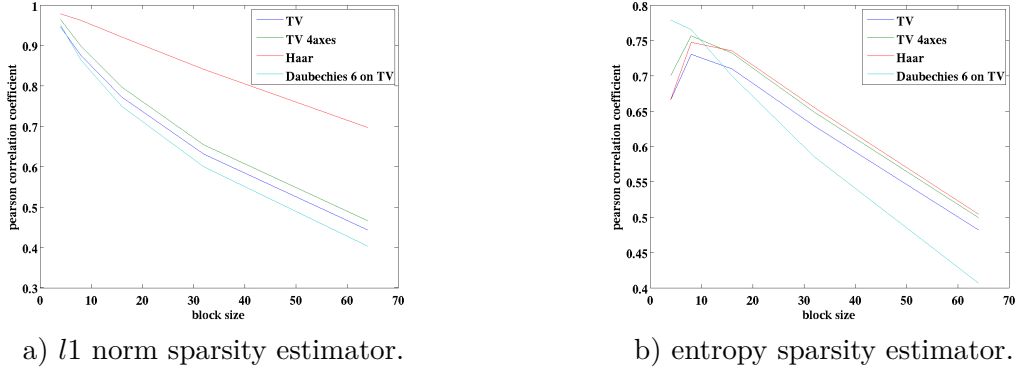 1
0.9
0.8
0.7
0.6
0.5
0.4
0.3
0 10 20 30 40 50 60 70
pearson correlation coefficient
block size
TV
TV 4axes
Haar
Daubechies 6 on TV
a) l1 norm sparsity estimator.
0.8
0.75
0.7
0.65
0.6
0.55
0.5
0.45
0.4
0 10 20 30 40 50 60 70
pearson correlation coefficient
block size
TV
TV 4axes
Haar
Daubechies 6 on TV
b) entropy sparsity estimator.